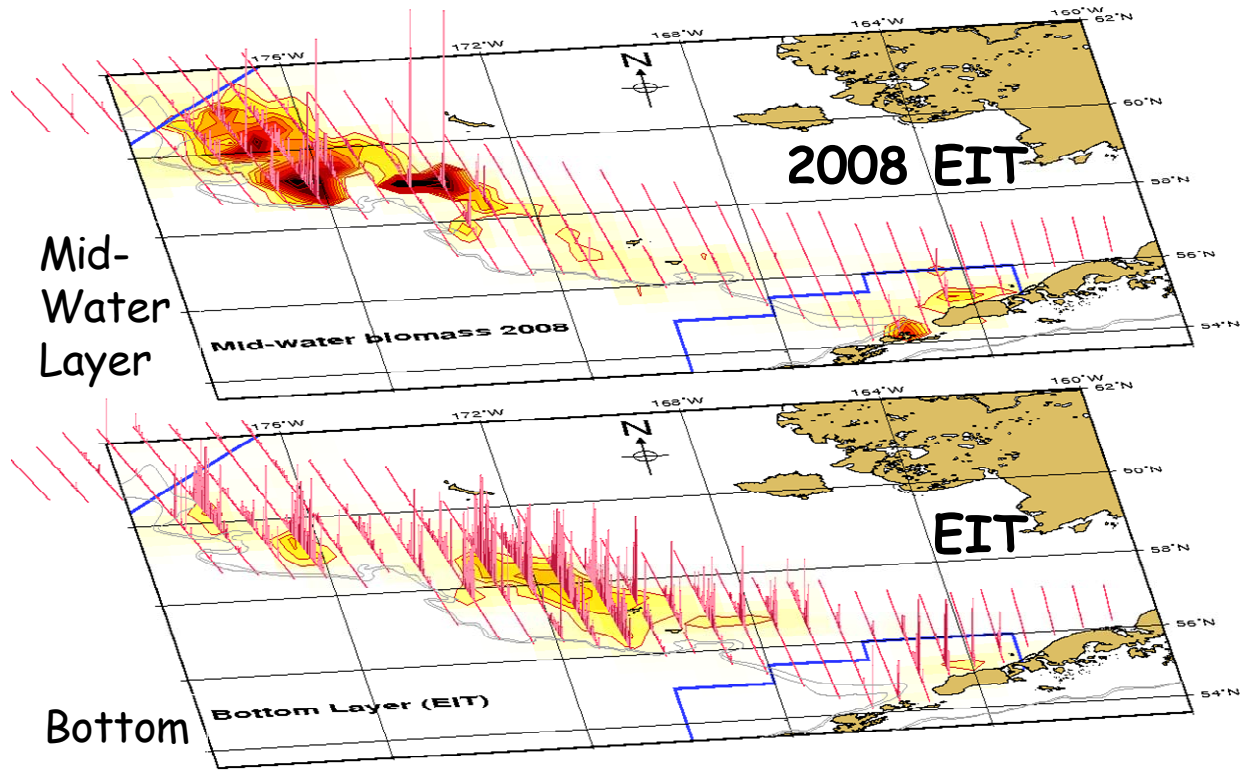 160°W
164°W
62°N
168°W
172°W
176°W
N
60°N
2008 EIT
58°N
Mid-
Water
Layer
56°N
54°N
Mid-water biomass 2008
160°W
164°W
62°N
168°W
172°W
176°W
N
60°N
EIT
58°N
56°N
54°N
Bottom Layer (EIT)
Bottom